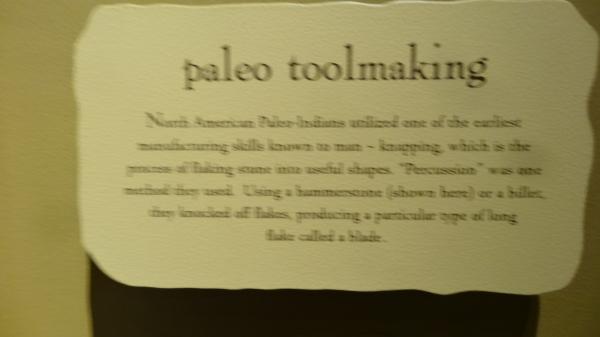 paleo toolmaking
North American Paleo-Indians utilized one of the earliest
manufacturing skills known to man ~ knapping, which is the
process of flaking stone into useful shapes. "Percussion" was one
method they used. Using a hammerstone (shown here) or a billet,
they knocked off flakes, producing a particular type of long
flake called a blade.